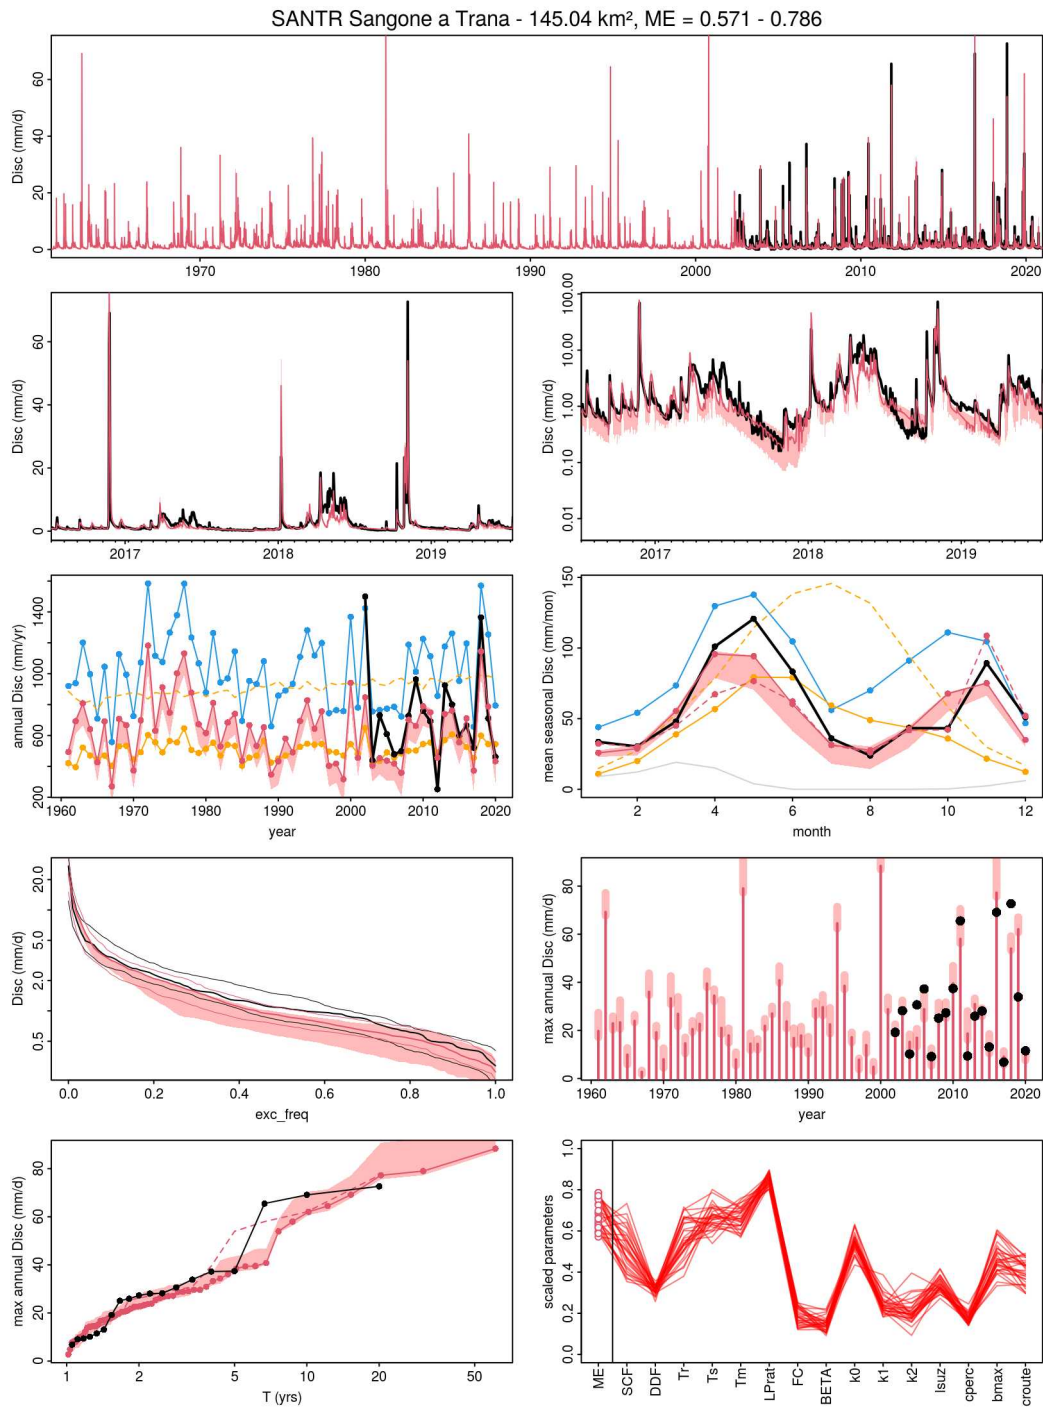 SANTR Sangone a Trana - 145.04 km², ME = 0.571 - 0.786
Disc (mm/d)
0 20 40 60
1970 1980 1990 2000 2010 2020
Disc (mm/d)
0 20 40 60
2017 2018 2019
Disc (mm/d)
0.01 0.10 1.00 10.00 100.00
2017 2018 2019
annual Disc (mm/yr)
200 600 1000 1400
1960 1970 1980 1990 2000 2010 2020
year
mean seasonal Disc (mm/mon)
0 50 100 150
2 4 6 8 10 12
month
Disc (mm/d)
0.5 2.0 5.0 20.0
0.0 0.2 0.4 0.6 0.8 1.0
exc_freq
max annual Disc (mm/d)
0 20 40 60 80
1960 1970 1980 1990 2000 2010 2020
year
max annual Disc (mm/d)
0 20 40 60 80
1 2 5 10 20 50
T (yrs)
scaled parameters
0.0 0.2 0.4 0.6 0.8 1.0
ME SCF DDF Tr Ts Tm LPrat FC BETA k0 k1 k2 lsuz cperc bmax croute